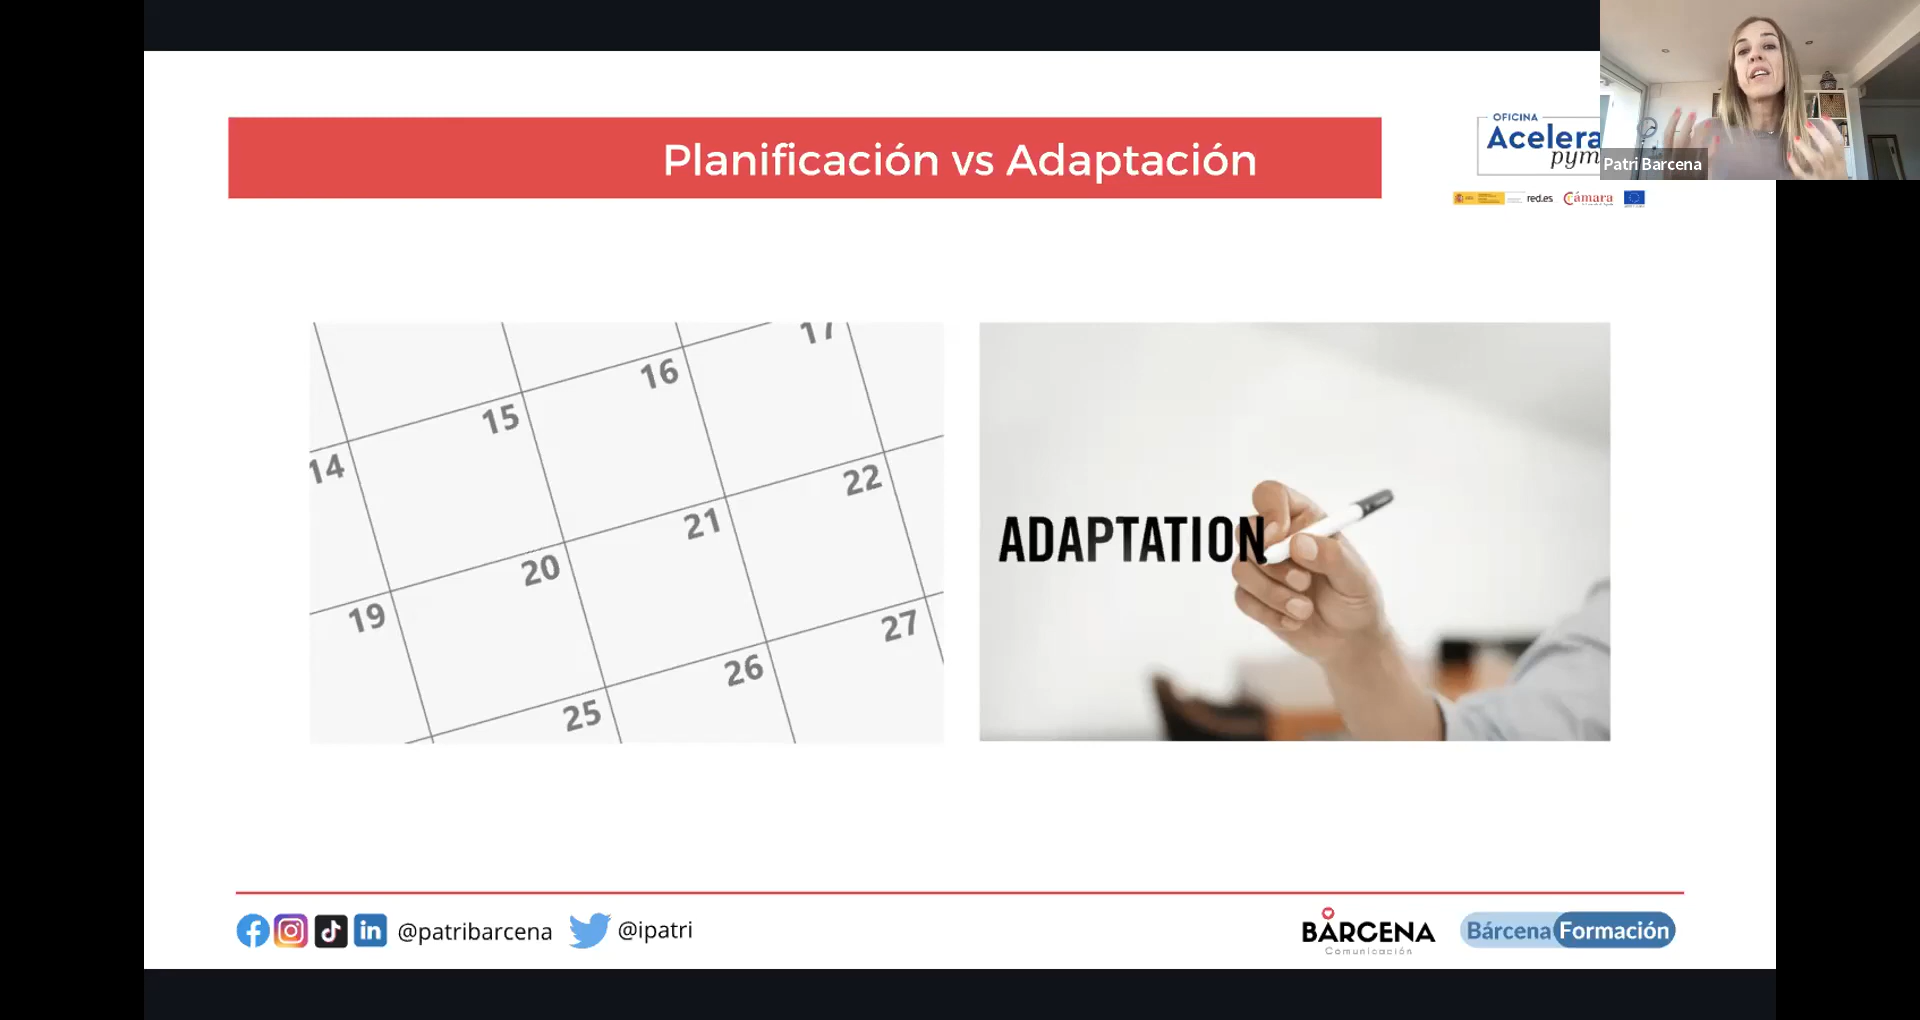 Planificación vs Adaptación
OFICINA
Acelera
pym
Patri Barcena
red.es
Cámara
17
16
15
14
22
21
20
19
27
26
25
ADAPTATION
@patribarcena
@ipatri
BÁRCENA
Comunicación
Bárcena Formación